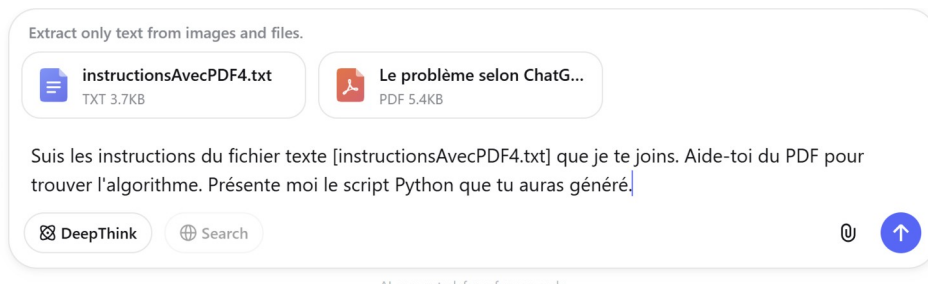 Extract only text from images and files.
instructionsAvecPDF4.txt
TXT 3.7KB
Le problème selon ChatG...
PDF 5.4KB
Suis les instructions du fichier texte [instructionsAvecPDF4.txt] que je te joins. Aide-toi du PDF pour
trouver l'algorithme. Présente moi le script Python que tu auras généré.
DeepThink
Search